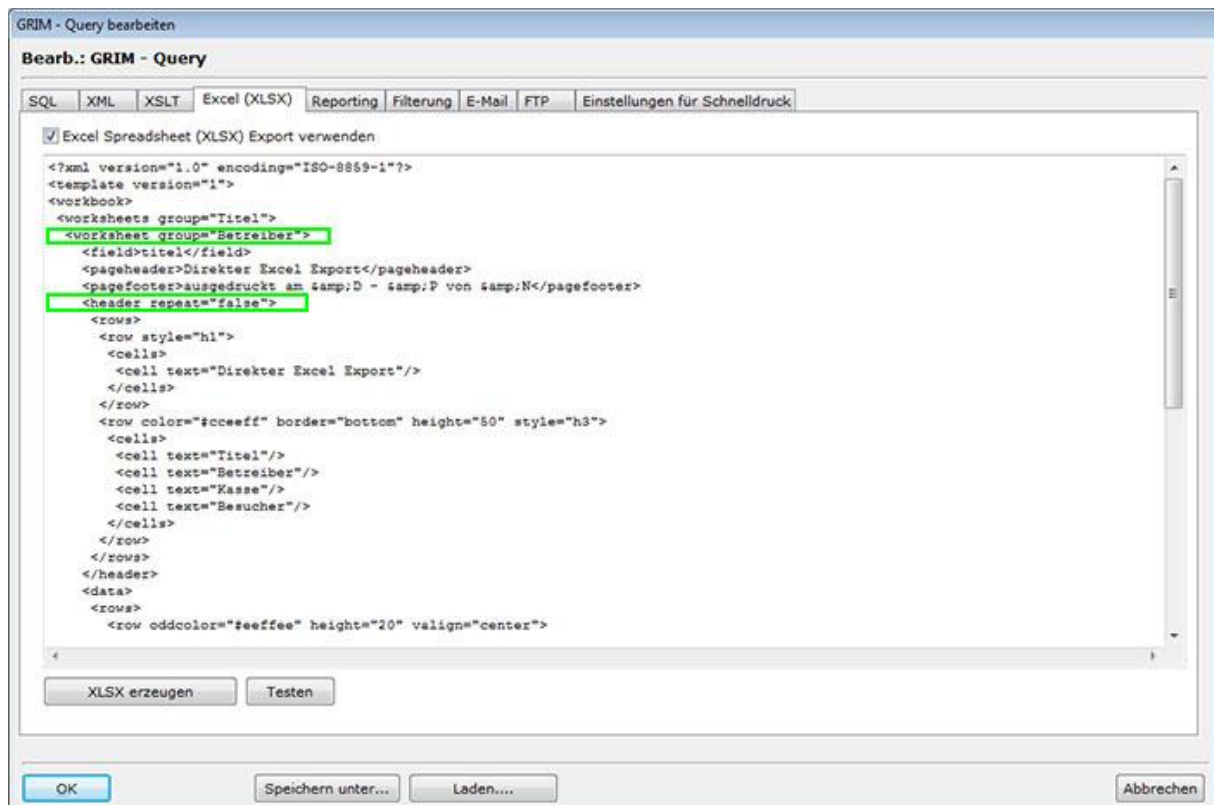 GRIM - Query bearbeiten
Bearb.: GRIM - Query
SQL XML XSLT Excel (XLSX) Reporting Filterung E-Mail FTP Einstellungen für Schnelldruck
Excel Spreadsheet (XLSX) Export verwenden
<?xml version="1.0" encoding="ISO-8859-1"?>
<template version="1">
<workbook>
<worksheets group="Titel">
<worksheet group="Betreiber">
<field>titel</field>
<pageheader>Direkter Excel Export</pageheader>
<pagefooter>ausgedruckt am &amp;D - &amp;P von &amp;N</pagefooter>
<header repeat="false">
<rows>
<row style="h1">
<cells>
<cell text="Direkter Excel Export"/>
</cells>
</row>
<row color="#cceeff" border="bottom" height="50" style="h3">
<cells>
<cell text="Titel"/>
<cell text="Betreiber"/>
<cell text="Kasse"/>
<cell text="Besucher"/>
</cells>
</row>
</rows>
</header>
<data>
<rows>
<row oddcolor="#eeffee" height="20" valign="center">
XLSX erzeugen Testen
OK Speichern unter... Laden.... Abbrechen